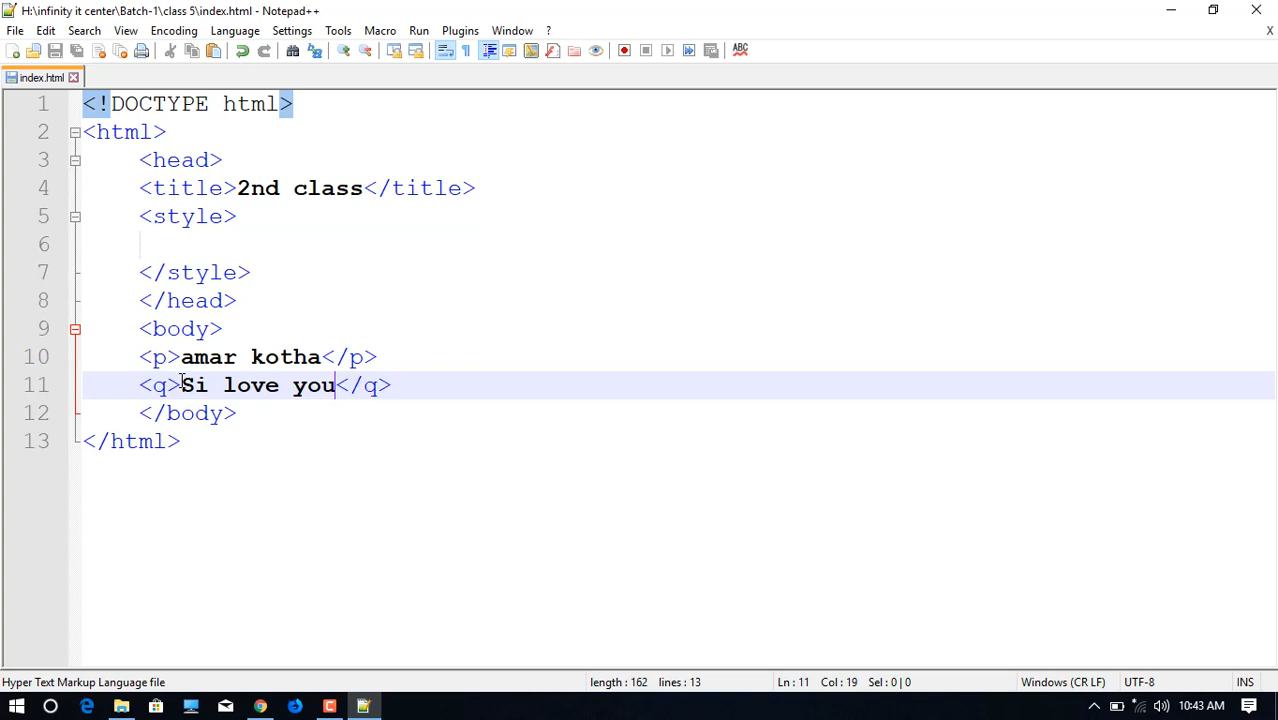 H:\infinity it center\Batch-1\class 5\index.html - Notepad++
File Edit Search View Encoding Language Settings Tools Macro Run Plugins Window ? X
ABC
index.html
1 <!DOCTYPE html>
2 <html>
3 <head>
4 <title>2nd class</title>
5 <style>
6
7 </style>
8 </head>
9 <body>
10 <p>amar kotha</p>
11 <q>Si love you</q>
12 </body>
13 </html>
Hyper Text Markup Language file length : 162 lines : 13 Ln : 11 Col : 19 Sel : 0 | 0 Windows (CR LF) UTF-8 INS
10:43 AM